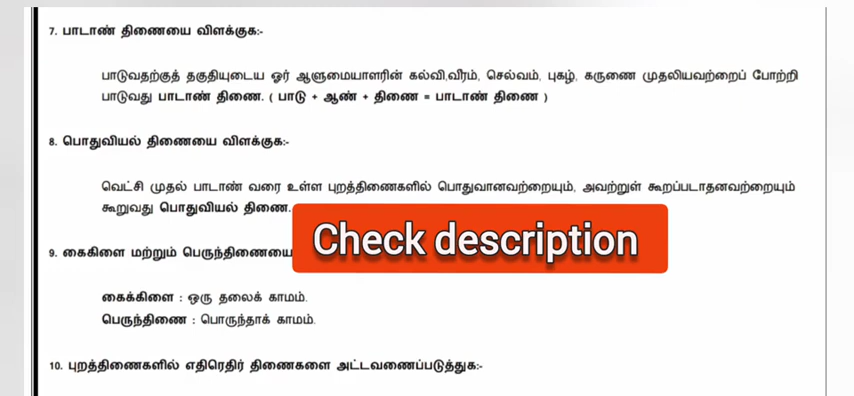 7. பாடாண் திணையை விளக்குக:-
பாடுவதற்குத் தகுதியுடைய ஓர் ஆளுமையாளரின் கல்வி,வீரம், செல்வம், புகழ், கருணை முதலியவற்றைப் போற்றி
பாடுவது பாடாண் திணை. ( பாடு + ஆண் + திணை = பாடாண் திணை )
8. பொதுவியல் திணையை விளக்குக:-
வெட்சி முதல் பாடாண் வரை உள்ள புறத்திணைகளில் பொதுவானவற்றையும், அவற்றுள் கூறப்படாதனவற்றையும்
கூறுவது பொதுவியல் திணை.
Check description
9. கைகிளை மற்றும் பெருந்திணையை
கைக்கிளை : ஒரு தலைக் காமம்.
பெருந்திணை : பொருந்தாக் காமம்.
10. புறத்திணைகளில் எதிரெதிர் திணைகளை அட்டவணைப்படுத்துக:-